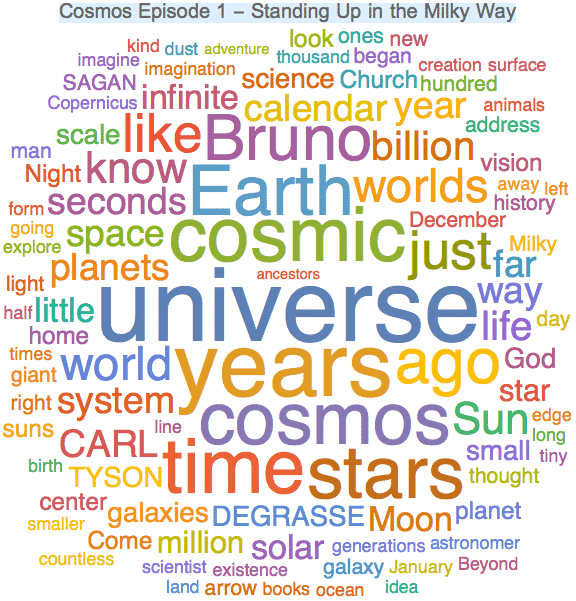 Cosmos Episode 1 – Standing Up in the Milky Way
kind dust adventure look ones new
imagine imagination thousand began creation surface
SAGAN science Church hundred
Copernicus infinite calendar year animals
scale like Bruno billion address
man know vision
Night seconds Earth worlds away left
form December history
going space cosmic just Milky
explore planets far
light ancestors way
half little universe life day
home
times world years ago God
giant star
right system cosmos Sun edge
suns line long
CARL time stars small tiny
birth TYSON thought
center galaxies DEGRASSE Moon planet
smaller Come million solar generations astronomer
countless scientist existence galaxy January Beyond
land arrow books ocean idea